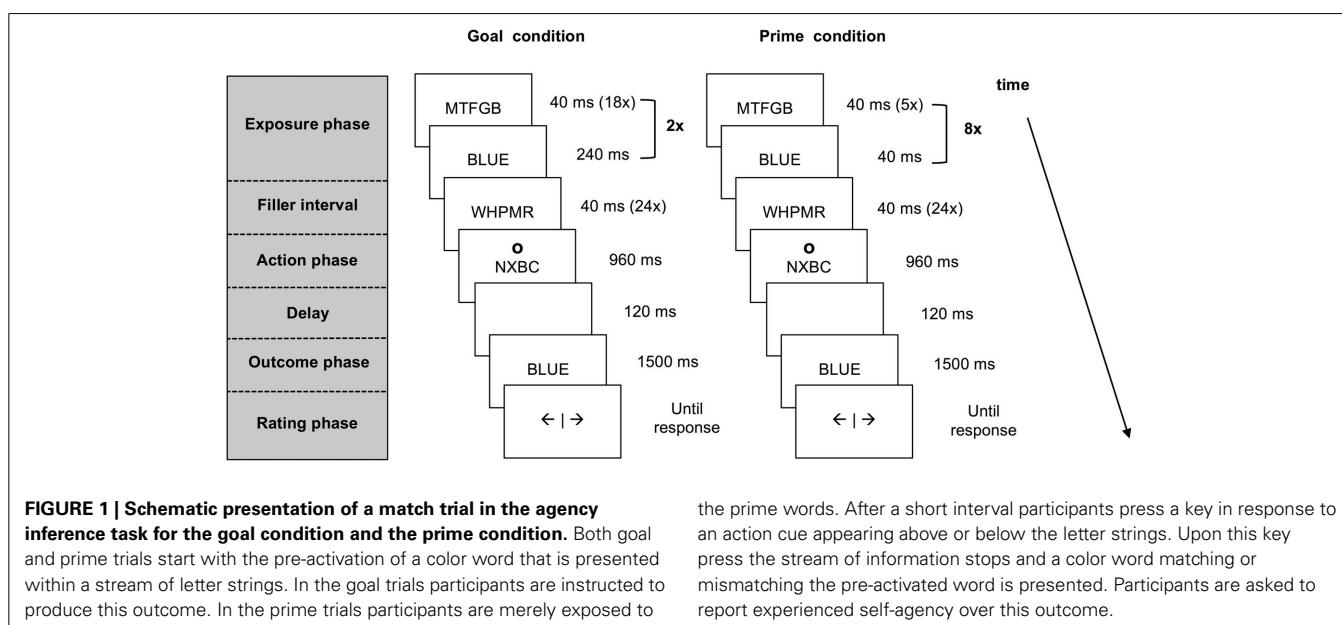 Goal condition
Prime condition
time
Exposure phase
Filler interval
Action phase
Delay
Outcome phase
Rating phase
MTFGB
40 ms (18x)
2x
BLUE
240 ms
WHPMR
40 ms (24x)
o
NXBC
960 ms
120 ms
BLUE
1500 ms
← | →
Until
response
MTFGB
40 ms (5x)
8x
BLUE
40 ms
WHPMR
40 ms (24x)
o
NXBC
960 ms
120 ms
BLUE
1500 ms
← | →
Until
response
FIGURE 1 | Schematic presentation of a match trial in the agency
inference task for the goal condition and the prime condition. Both goal
and prime trials start with the pre-activation of a color word that is presented
within a stream of letter strings. In the goal trials participants are instructed to
produce this outcome. In the prime trials participants are merely exposed to
the prime words. After a short interval participants press a key in response to
an action cue appearing above or below the letter strings. Upon this key
press the stream of information stops and a color word matching or
mismatching the pre-activated word is presented. Participants are asked to
report experienced self-agency over this outcome.